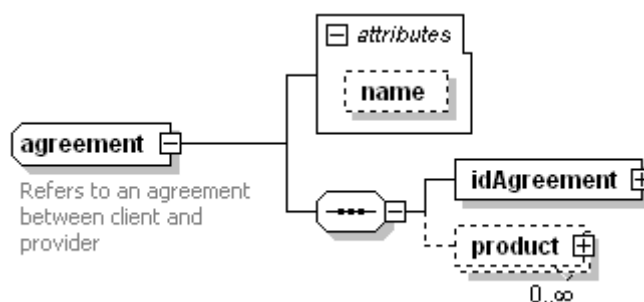 attributes
name
agreement
Refers to an agreement
between client and
provider
idAgreement
product
0..∞